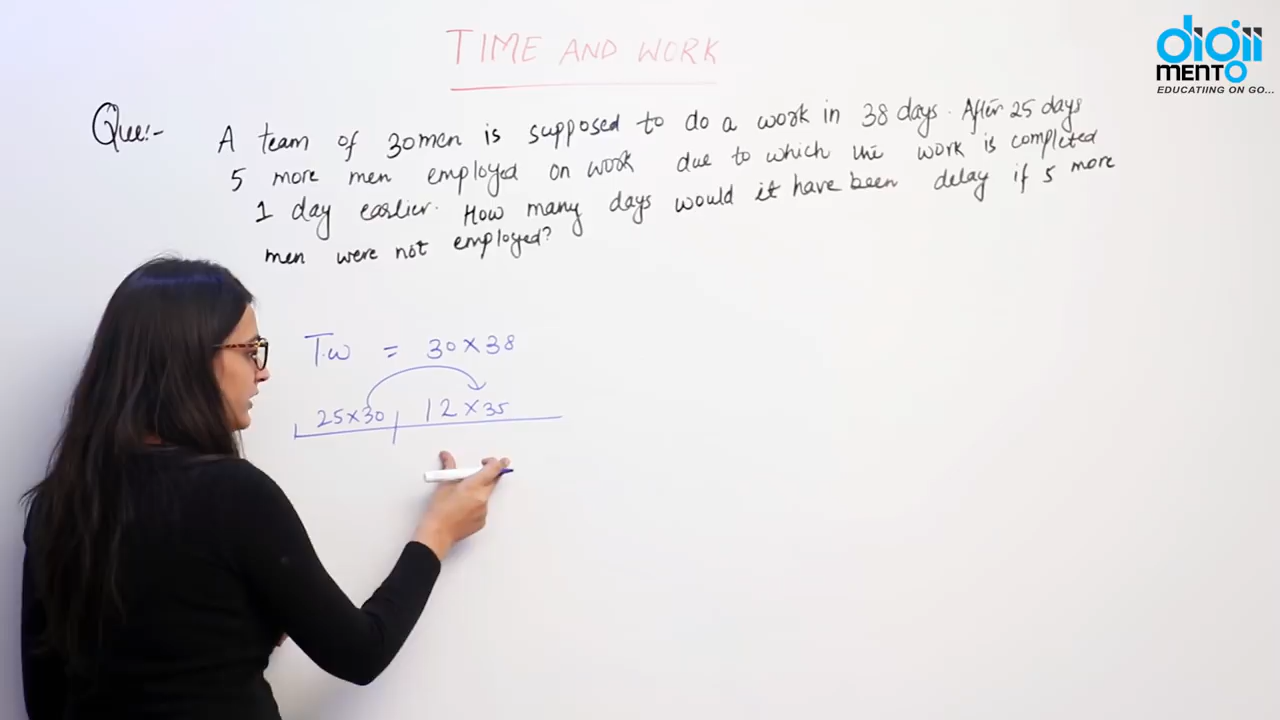 TIME AND WORK
digii
MENTO
EDUCATIING ON GO...
Que:- A team of 30 men is supposed to do a work in 38 days. After 25 days
5 more men employed on work due to which the work is completed
1 day earlier. How many days would it have been delay if 5 more
men were not employed?
T.W = 30×38
25×30 12×35